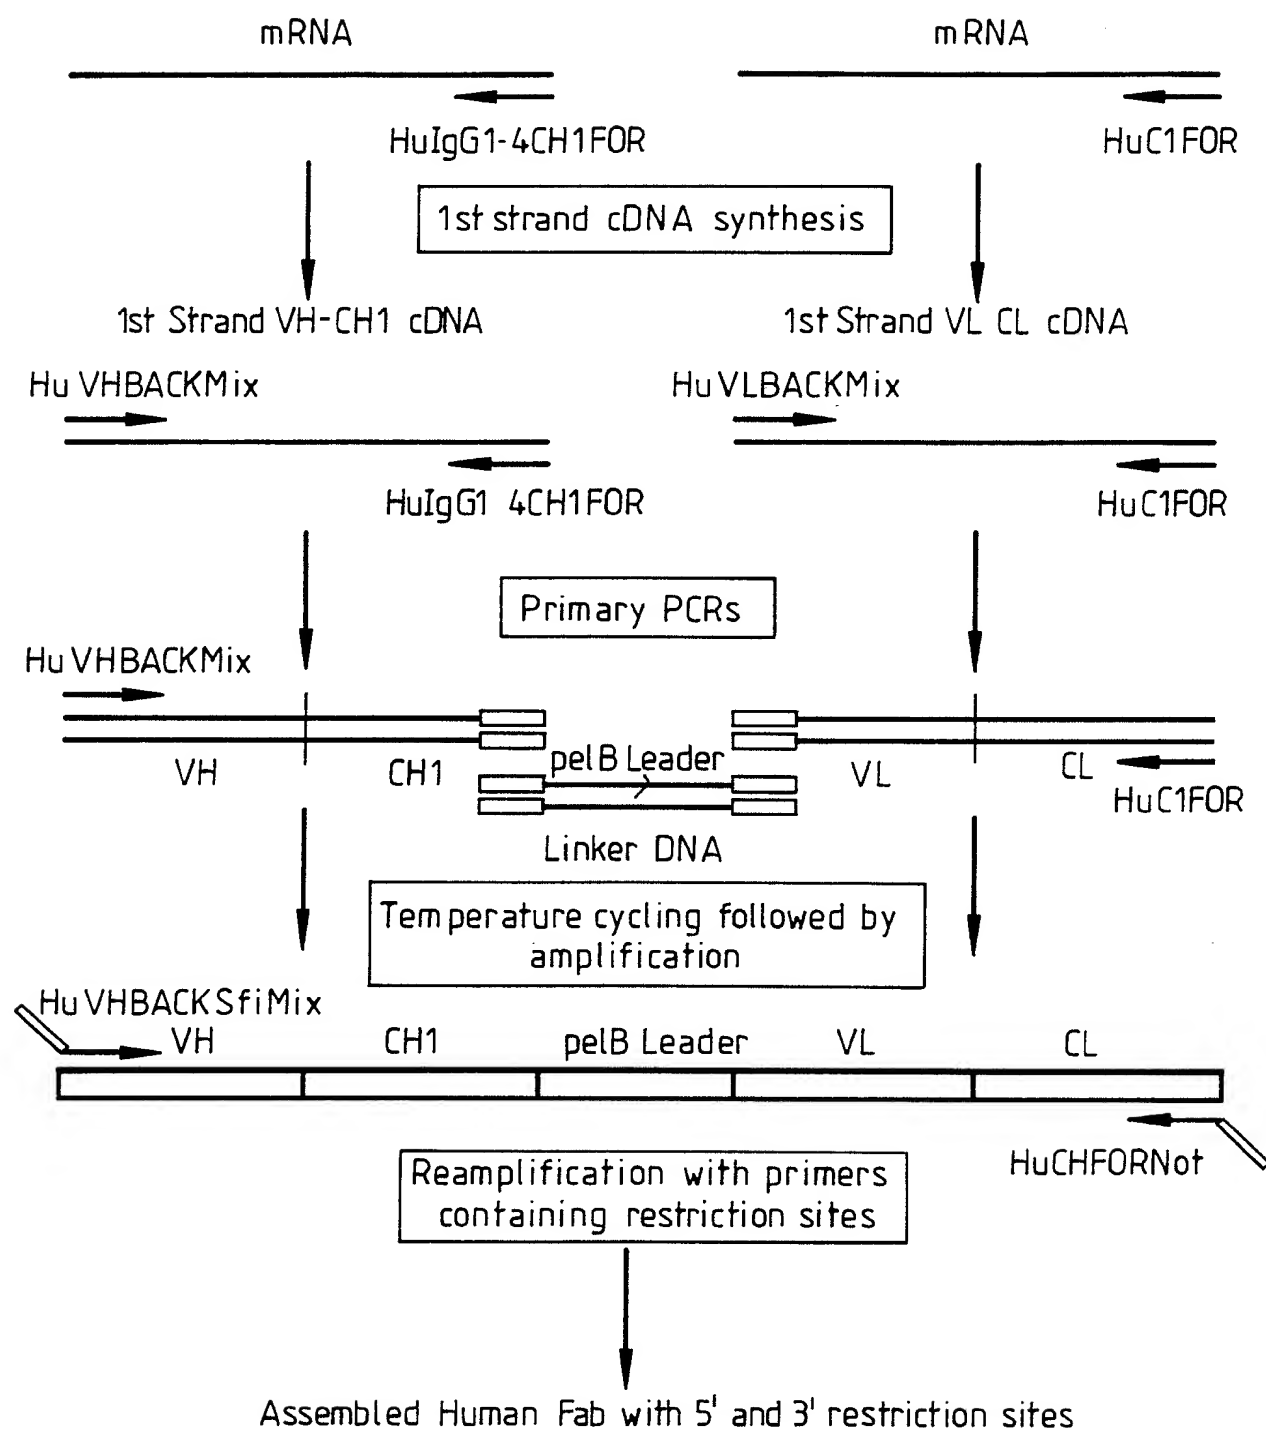 mRNA
mRNA
HuIgG1-4CH1FOR
HuC1FOR
1st strand cDNA synthesis
1st Strand VH-CH1 cDNA
1st Strand VL CL cDNA
Hu VHBACKMix
Hu VLBACKMix
HuIgG1 4CH1FOR
HuC1FOR
Primary PCRs
Hu VHBACKMix
VH
CH1
pelB Leader
VL
CL
HuC1FOR
Linker DNA
Temperature cycling followed by
amplification
Hu VHBACKSfiMix
VH
CH1
pelB Leader
VL
CL
HuCHFORNot
Reamplification with primers
containing restriction sites
Assembled Human Fab with 5' and 3' restriction sites